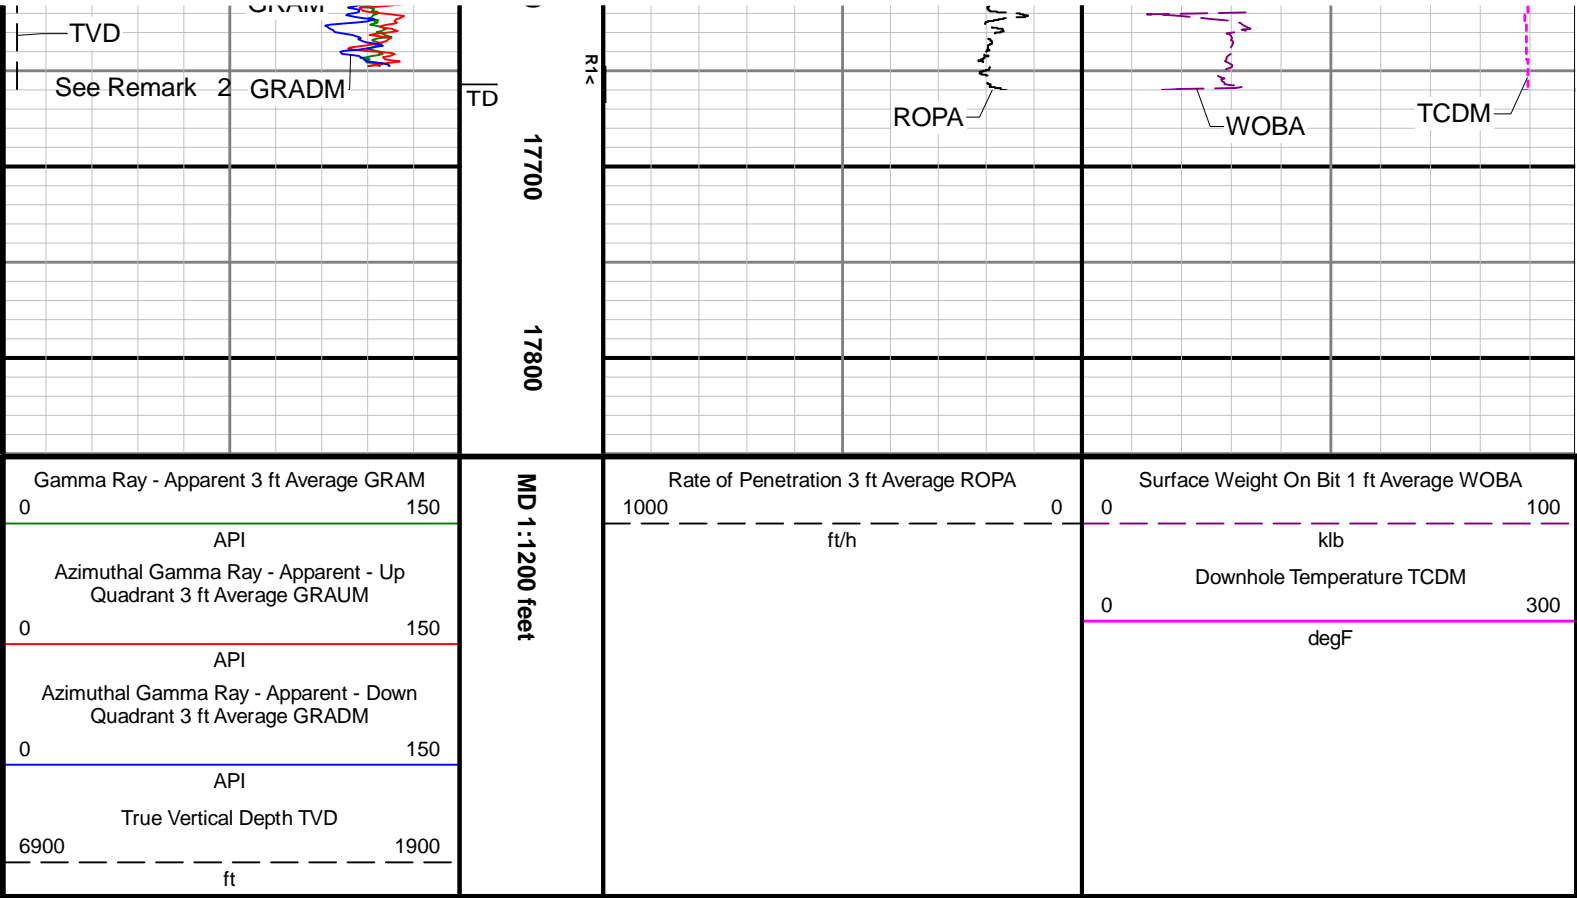 GRAM
TVD
See Remark 2
GRADM
TD
R1<
17700
17800
ROPA
WOBA
TCDM
Gamma Ray - Apparent 3 ft Average GRAM
0 150
API
Azimuthal Gamma Ray - Apparent - Up
Quadrant 3 ft Average GRAUM
0 150
API
Azimuthal Gamma Ray - Apparent - Down
Quadrant 3 ft Average GRADM
0 150
API
True Vertical Depth TVD
6900 1900
ft
MD 1:1200 feet
Rate of Penetration 3 ft Average ROPA
1000 0
ft/h
Surface Weight On Bit 1 ft Average WOBA
0 100
klb
Downhole Temperature TCDM
0 300
degF